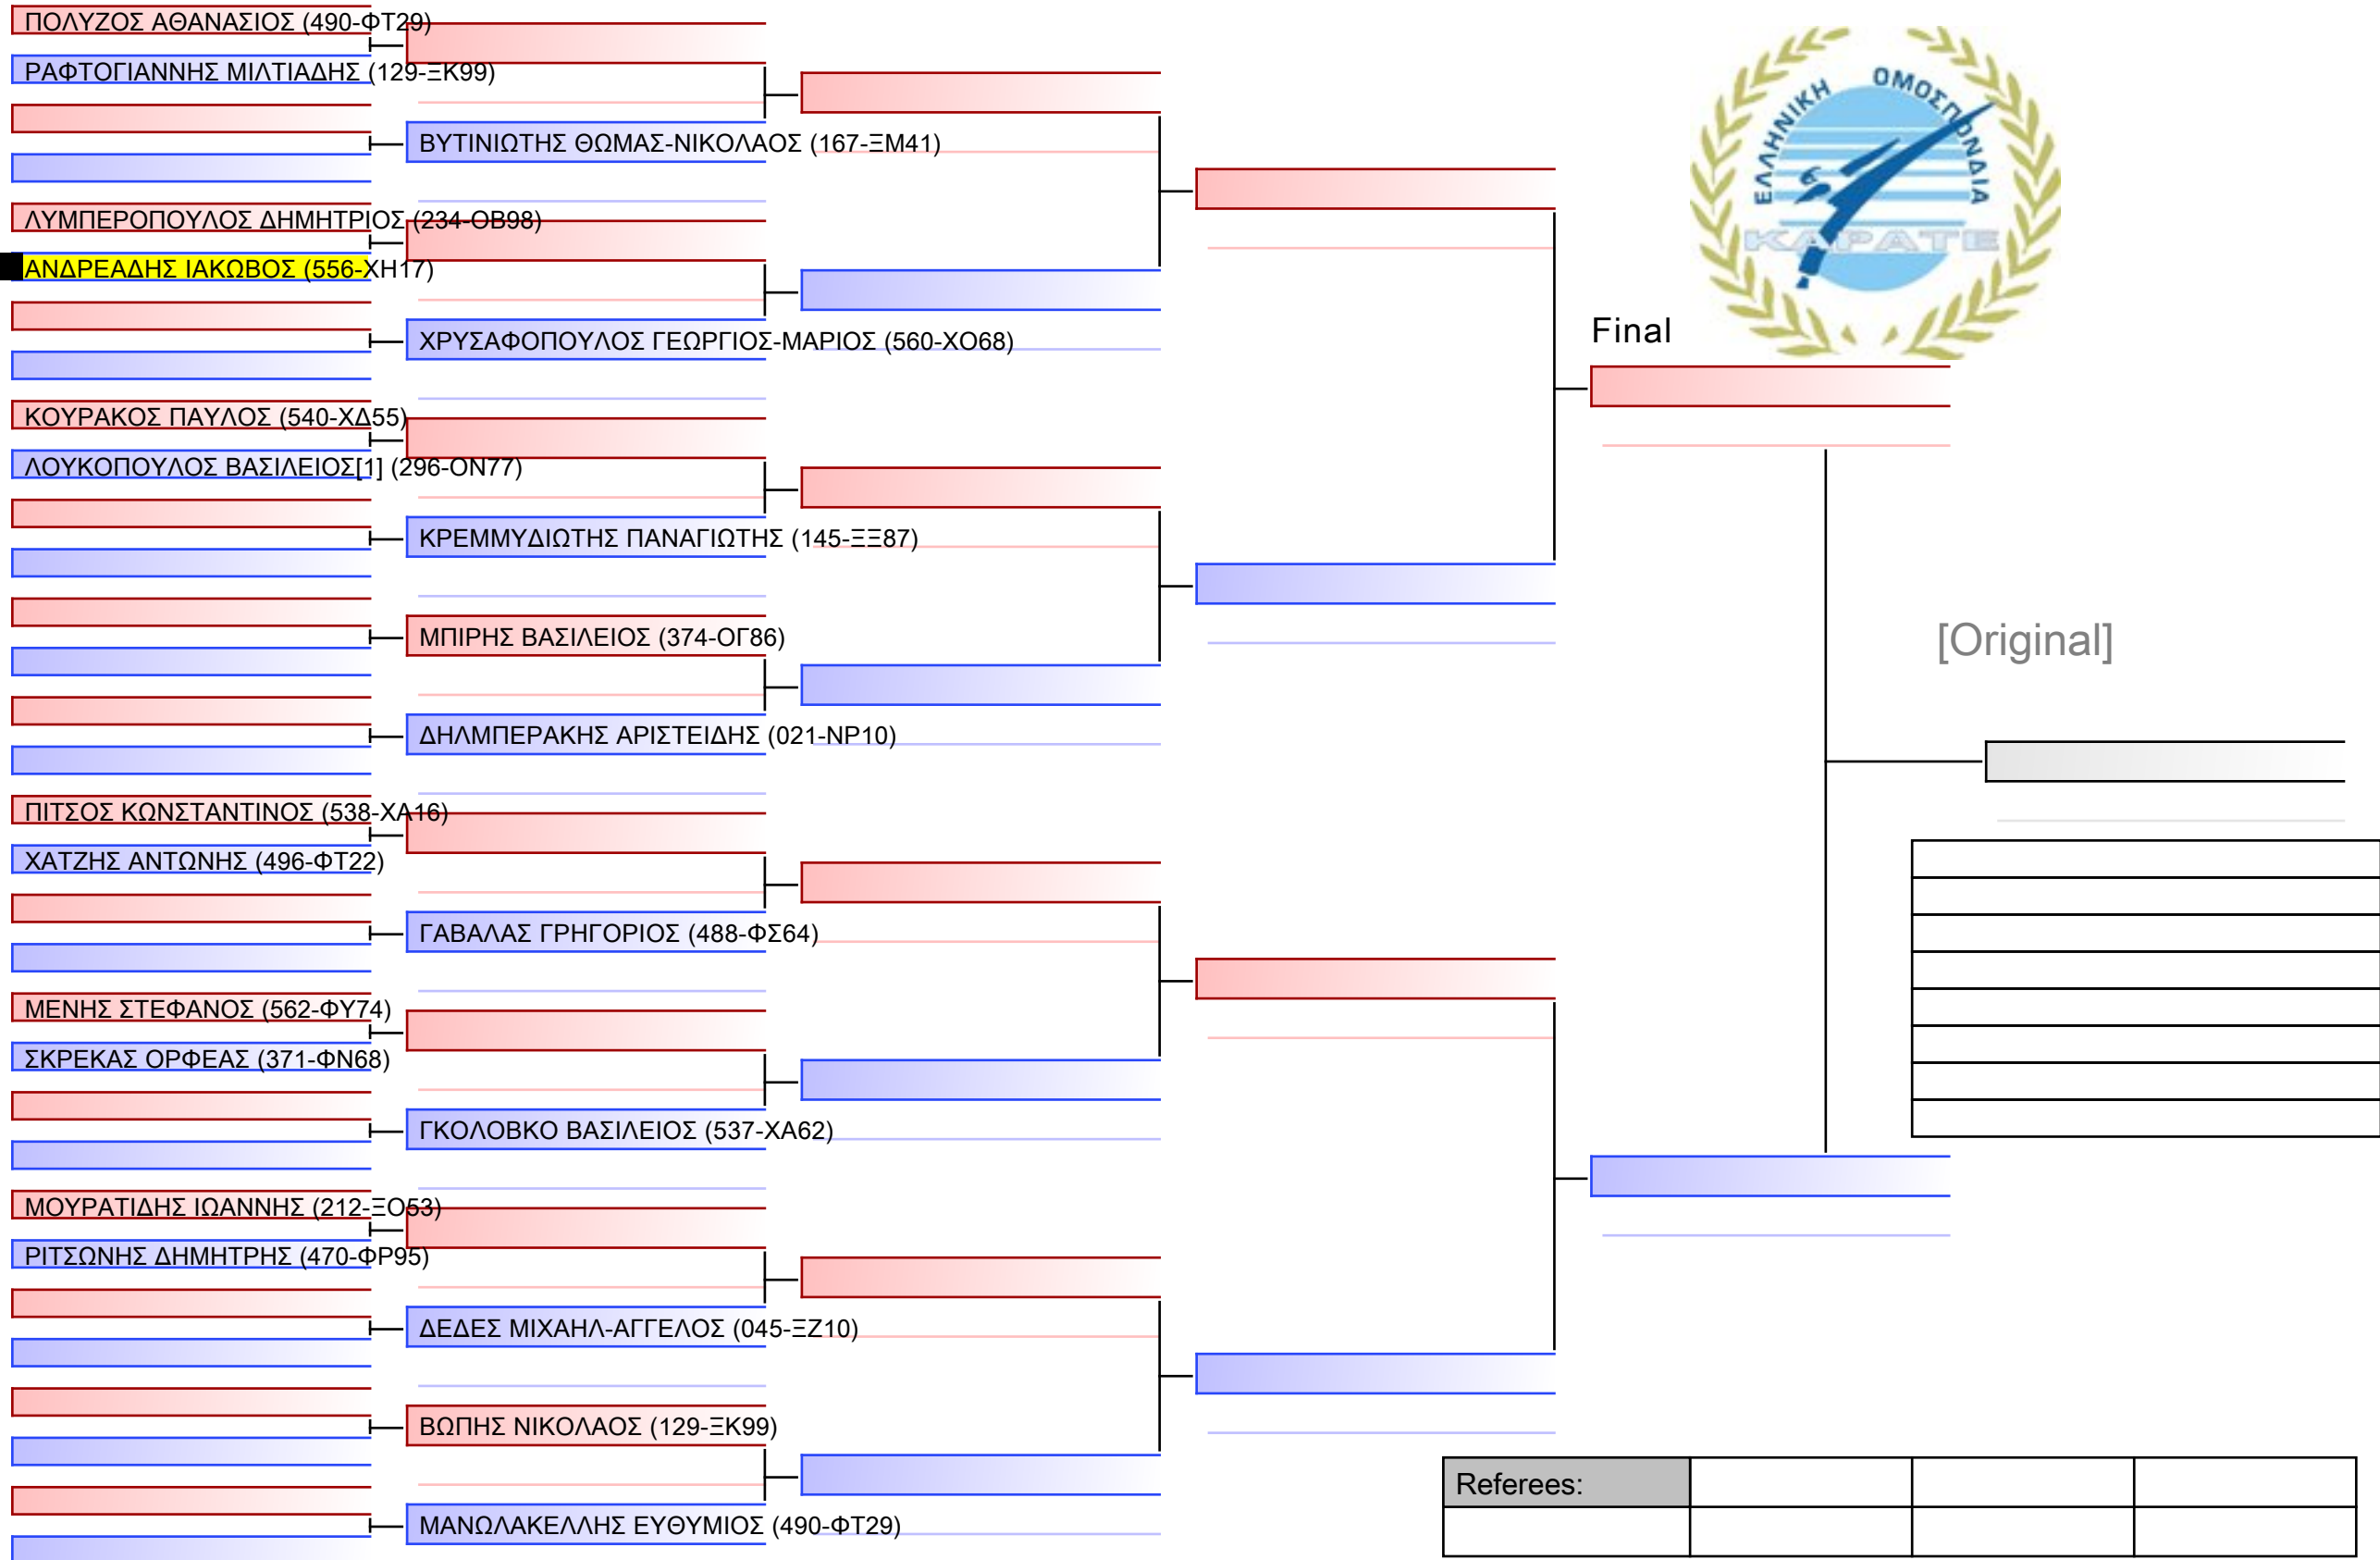 ΠΟΛΥΖΟΣ ΑΘΑΝΑΣΙΟΣ (490-ΦΤ29)
ΡΑΦΤΟΓΙΑΝΝΗΣ ΜΙΛΤΙΑΔΗΣ (129-ΞΚ99)
ΒΥΤΙΝΙΩΤΗΣ ΘΩΜΑΣ-ΝΙΚΟΛΑΟΣ (167-ΞΜ41)
ΛΥΜΠΕΡΟΠΟΥΛΟΣ ΔΗΜΗΤΡΙΟΣ (234-ΟΒ98)
ΑΝΔΡΕΑΔΗΣ ΙΑΚΩΒΟΣ (556-ΧΗ17)
ΧΡΥΣΑΦΟΠΟΥΛΟΣ ΓΕΩΡΓΙΟΣ-ΜΑΡΙΟΣ (560-ΧΟ68)
ΚΟΥΡΑΚΟΣ ΠΑΥΛΟΣ (540-ΧΔ55)
ΛΟΥΚΟΠΟΥΛΟΣ ΒΑΣΙΛΕΙΟΣ[1] (296-ΟΝ77)
ΚΡΕΜΜΥΔΙΩΤΗΣ ΠΑΝΑΓΙΩΤΗΣ (145-ΞΞ87)
ΜΠΙΡΗΣ ΒΑΣΙΛΕΙΟΣ (374-ΟΓ86)
ΔΗΛΜΠΕΡΑΚΗΣ ΑΡΙΣΤΕΙΔΗΣ (021-ΝΡ10)
ΠΙΤΣΟΣ ΚΩΝΣΤΑΝΤΙΝΟΣ (538-ΧΑ16)
ΧΑΤΖΗΣ ΑΝΤΩΝΗΣ (496-ΦΤ22)
ΓΑΒΑΛΑΣ ΓΡΗΓΟΡΙΟΣ (488-ΦΣ64)
ΜΕΝΗΣ ΣΤΕΦΑΝΟΣ (562-ΦΥ74)
ΣΚΡΕΚΑΣ ΟΡΦΕΑΣ (371-ΦΝ68)
ΓΚΟΛΟΒΚΟ ΒΑΣΙΛΕΙΟΣ (537-ΧΑ62)
ΜΟΥΡΑΤΙΔΗΣ ΙΩΑΝΝΗΣ (212-ΞΟ53)
ΡΙΤΣΩΝΗΣ ΔΗΜΗΤΡΗΣ (470-ΦΡ95)
ΔΕΔΕΣ ΜΙΧΑΗΛ-ΑΓΓΕΛΟΣ (045-ΞΖ10)
ΒΩΠΗΣ ΝΙΚΟΛΑΟΣ (129-ΞΚ99)
ΜΑΝΩΛΑΚΕΛΛΗΣ ΕΥΘΥΜΙΟΣ (490-ΦΤ29)
ΕΛΛΗΝΙΚΗ ΟΜΟΣΠΟΝΔΙΑ
ΚΑΡΑΤΕ
Final
[Original]
Referees: